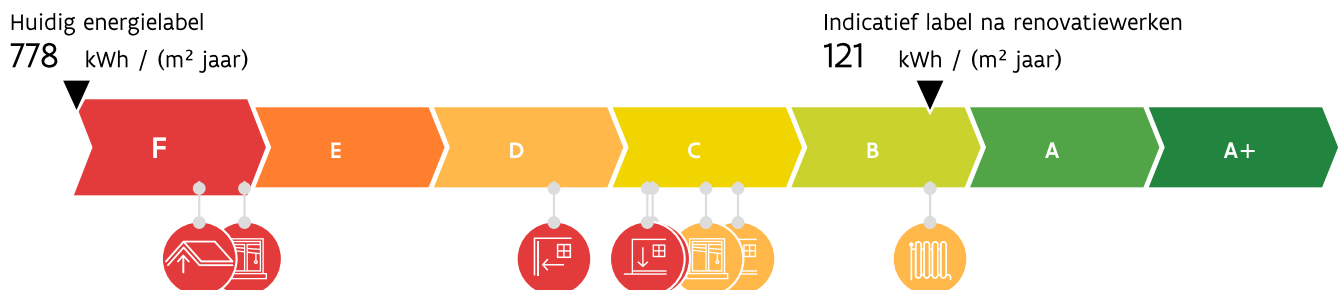 Huidig energielabel
778 kWh / (m² jaar)
Indicatief label na renovatiewerken
121 kWh / (m² jaar)
F E D C B A A+